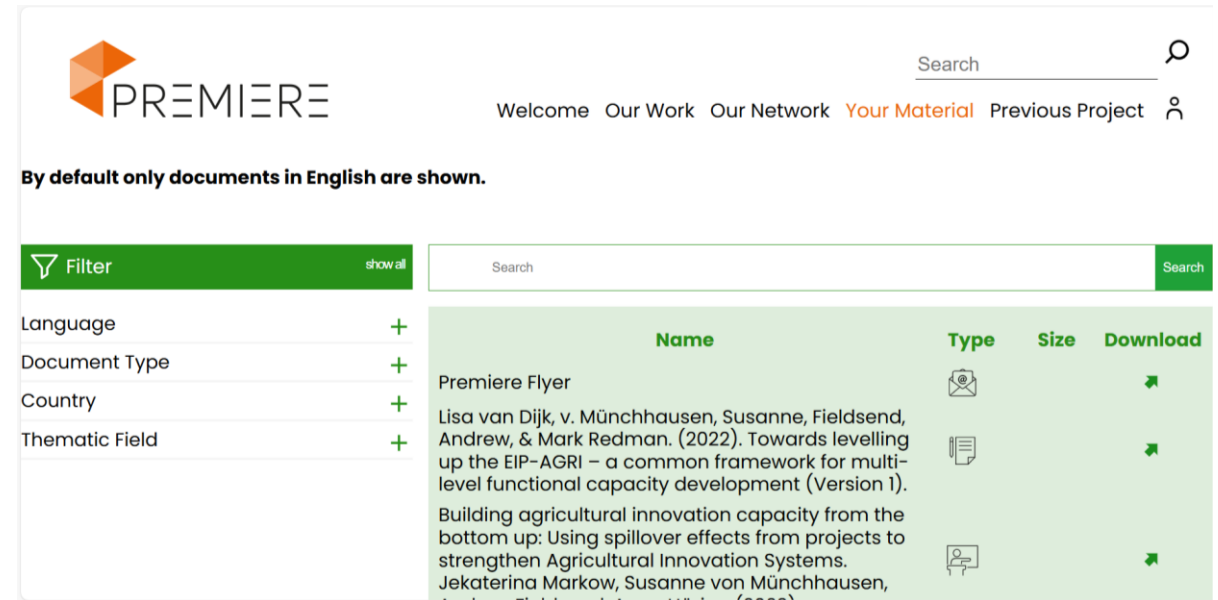 Search
PREMIERE
Welcome Our Work Our Network Your Material Previous Project
By default only documents in English are shown.
Filter show all
Search Search
Language
Document Type
Country
Thematic Field
Name Type Size Download
Premiere Flyer
Lisa van Dijk, v. Münchhausen, Susanne, Fieldsend,
Andrew, & Mark Redman. (2022). Towards levelling
up the EIP-AGRI – a common framework for multi-
level functional capacity development (Version 1).
Building agricultural innovation capacity from the
bottom up: Using spillover effects from projects to
strengthen Agricultural Innovation Systems.
Jekaterina Markow, Susanne von Münchhausen,